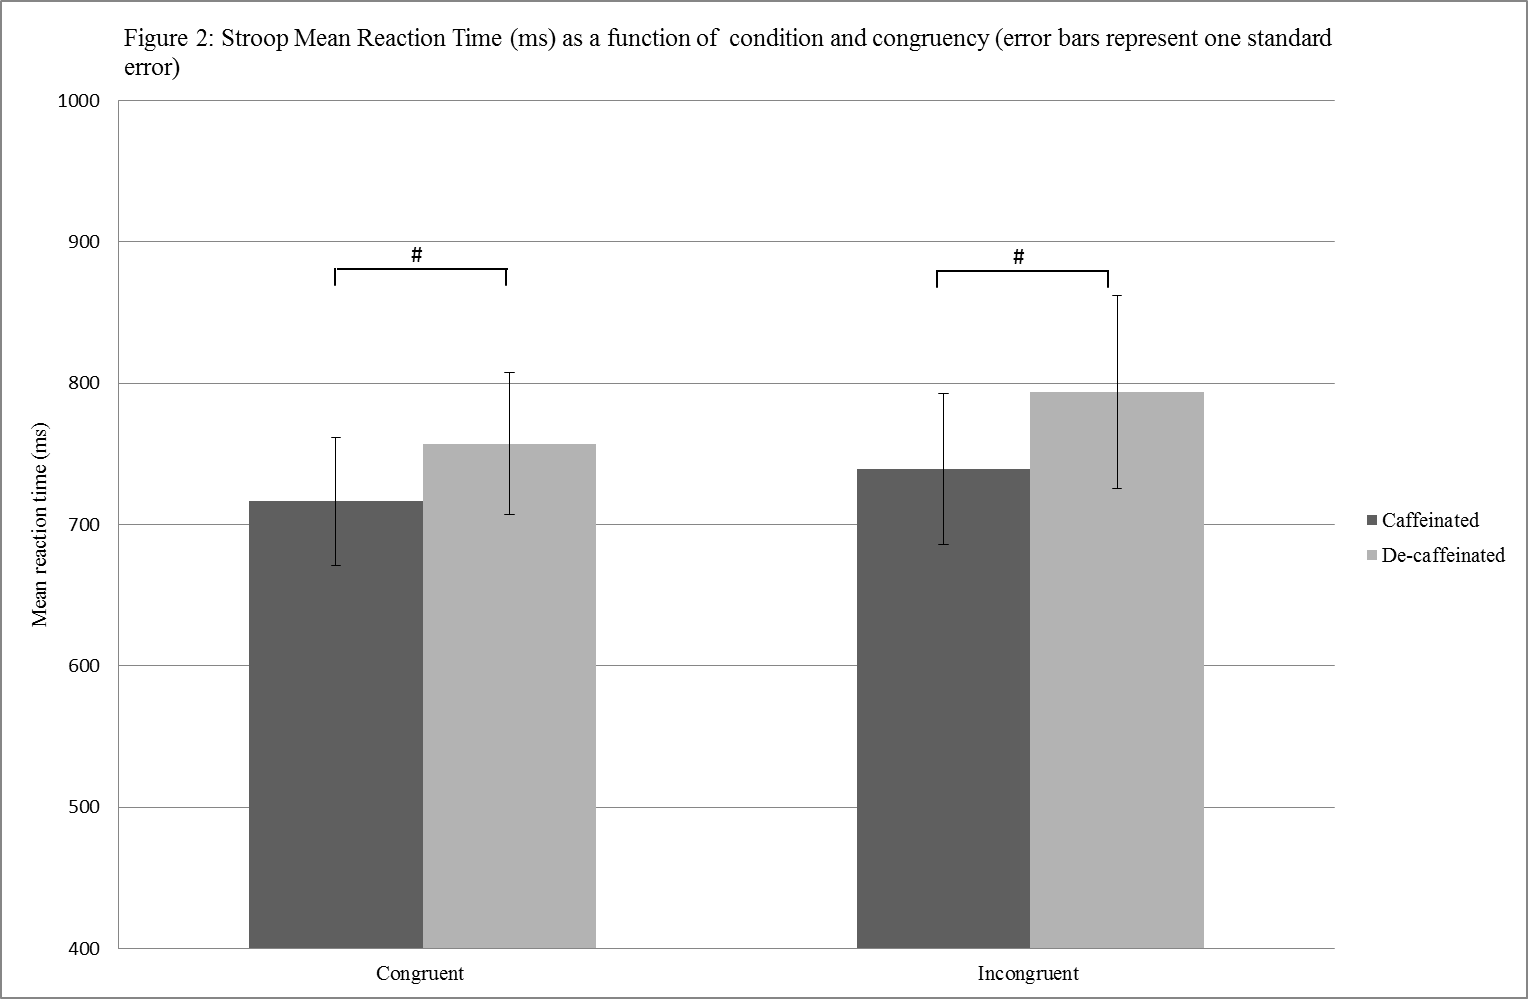 Figure 2: Stroop Mean Reaction Time (ms) as a function of  condition and congruency (error bars represent one standard
error)
1000
900
800
700
600
500
400
Mean reaction time (ms)
#
#
Congruent
Incongruent
Caffeinated
De-caffeinated